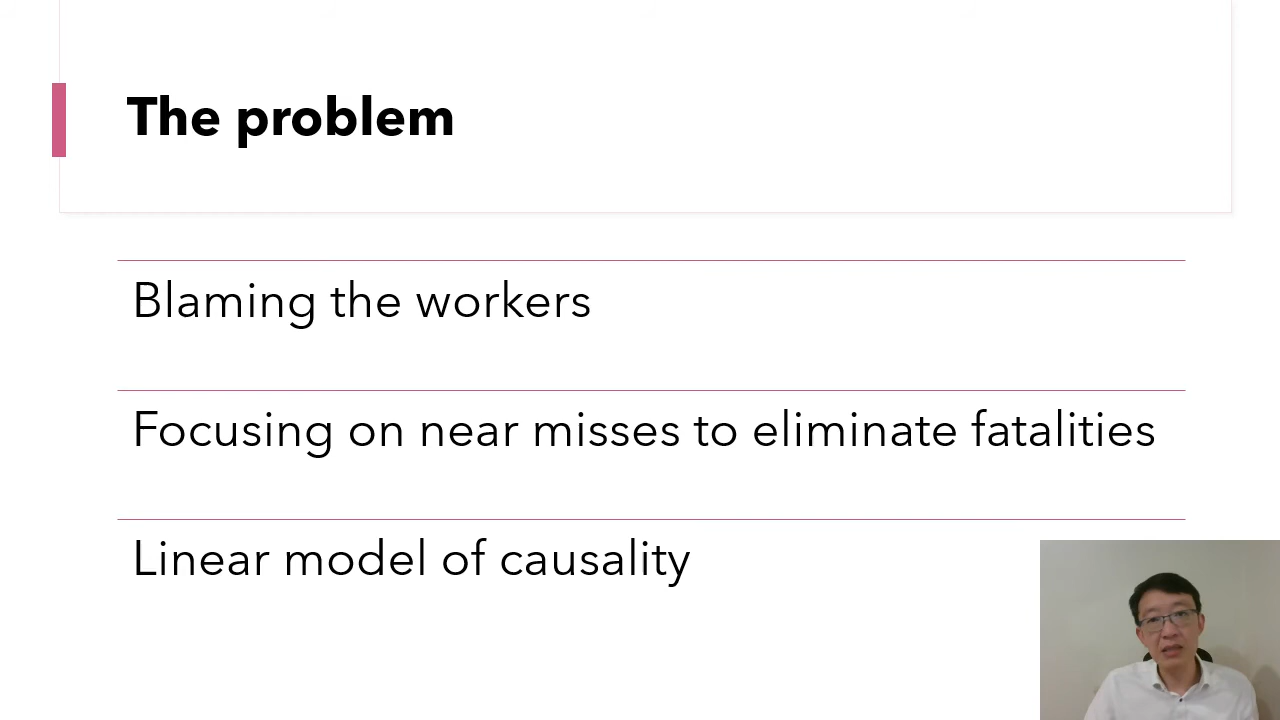 The problem
Blaming the workers
Focusing on near misses to eliminate fatalities
Linear model of causality